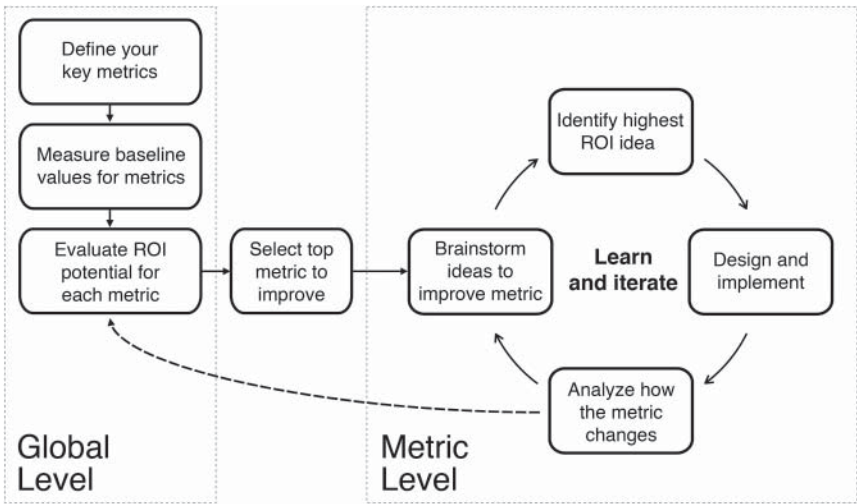 Define your
key metrics
Measure baseline
values for metrics
Evaluate ROI
potential for
each metric
Global
Level
Select top
metric to
improve
Identify highest
ROI idea
Brainstorm
ideas to
improve metric
Learn
and iterate
Design and
implement
Analyze how
the metric
changes
Metric
Level